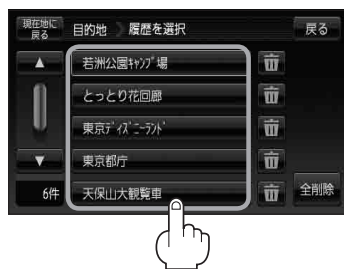 現在地に
戻る
目的地 履歴を選択
戻る
若洲公園ｷｬﾝﾌﾟ場
とっとり花回廊
東京ﾃﾞｨｽﾞﾆｰﾗﾝﾄﾞ
東京都庁
天保山大観覧車
6件
全削除